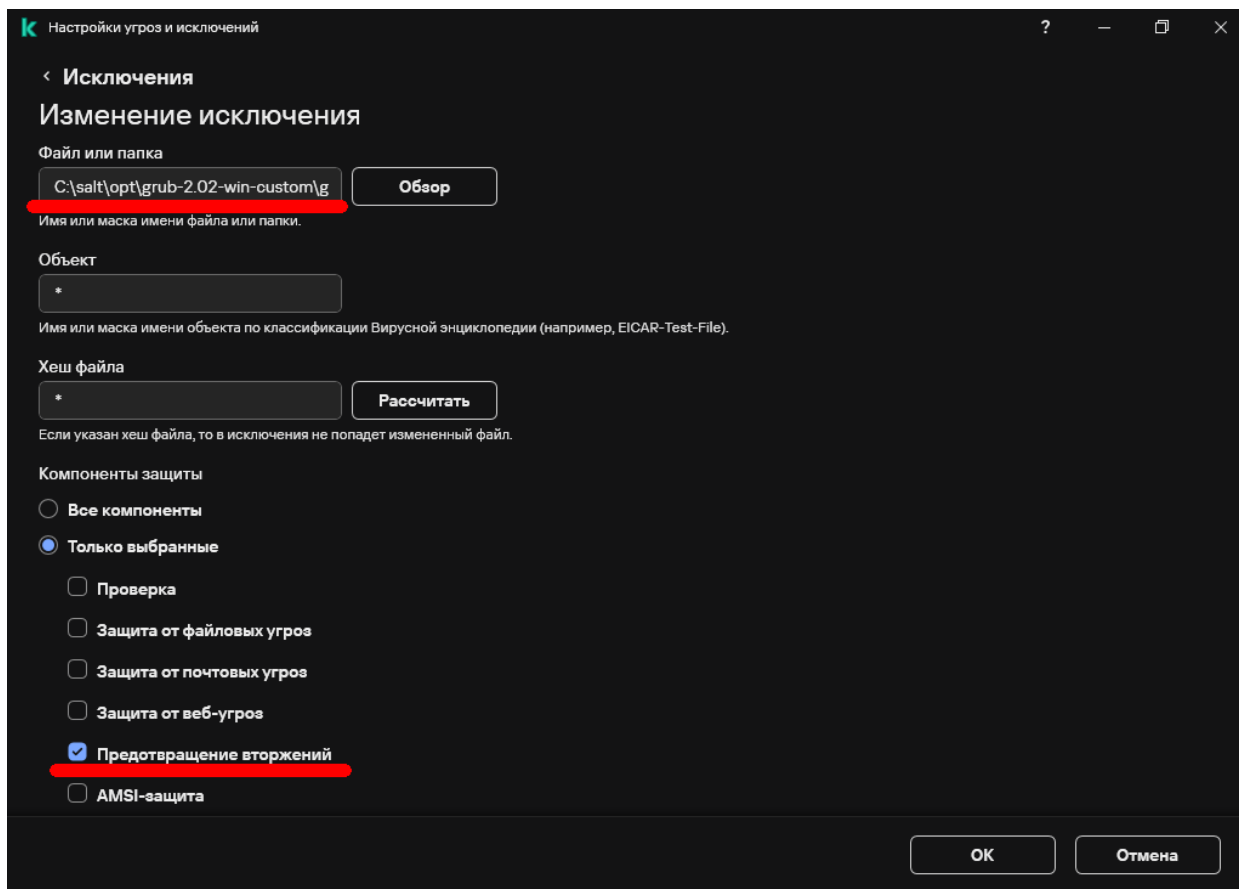 Настройки угроз и исключений
?
Исключения
Изменение исключения
Файл или папка
C:\salt\opt\grub-2.02-win-custom\g
Обзор
Имя или маска имени файла или папки.
Объект
*
Имя или маска имени объекта по классификации Вирусной энциклопедии (например, EICAR-Test-File).
Хеш файла
*
Рассчитать
Если указан хеш файла, то в исключения не попадет измененный файл.
Компоненты защиты
Все компоненты
Только выбранные
Проверка
Защита от файловых угроз
Защита от почтовых угроз
Защита от веб-угроз
Предотвращение вторжений
AMSI-защита
ОК
Отмена